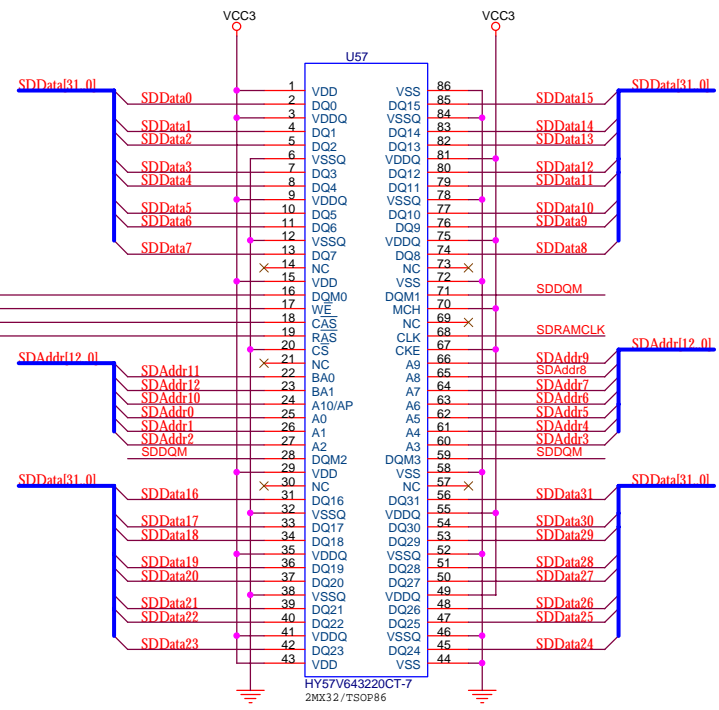 VCC3 VCC3
U57
SDData[31..0] SDData[31..0]
1 VDD VSS 86
SDData0 2 DQ0 DQ15 85 SDData15
3 VDDQ VSSQ 84
SDData1 4 DQ1 DQ14 83 SDData14
SDData2 5 DQ2 DQ13 82 SDData13
6 VSSQ VDDQ 81
SDData3 7 DQ3 DQ12 80 SDData12
SDData4 8 DQ4 DQ11 79 SDData11
9 VDDQ VSSQ 78
SDData5 10 DQ5 DQ10 77 SDData10
SDData6 11 DQ6 DQ9 76 SDData9
12 VSSQ VDDQ 75
SDData7 13 DQ7 DQ8 74 SDData8
14 NC NC 73
15 VDD VSS 72
16 DQM0 DQM1 71 SDDQM
17 WE MCH 70
18 CAS NC 69
19 RAS CLK 68 SDRAMCLK
20 CS CKE 67
SDAddr[12..0] SDAddr[12..0]
21 NC A9 66 SDAddr9
SDAddr11 22 BA0 A8 65 SDAddr8
SDAddr12 23 BA1 A7 64 SDAddr7
SDAddr10 24 A10/AP A6 63 SDAddr6
SDAddr0 25 A0 A5 62 SDAddr5
SDAddr1 26 A1 A4 61 SDAddr4
SDAddr2 27 A2 A3 60 SDAddr3
SDDQM 28 DQM2 DQM3 59 SDDQM
29 VDD VSS 58
SDData[31..0] SDData[31..0]
30 NC NC 57
SDData16 31 DQ16 DQ31 56 SDData31
32 VSSQ VDDQ 55
SDData17 33 DQ17 DQ30 54 SDData30
SDData18 34 DQ18 DQ29 53 SDData29
35 VDDQ VSSQ 52
SDData19 36 DQ19 DQ28 51 SDData28
SDData20 37 DQ20 DQ27 50 SDData27
38 VSSQ VDDQ 49
SDData21 39 DQ21 DQ26 48 SDData26
SDData22 40 DQ22 DQ25 47 SDData25
41 VDDQ VSSQ 46
SDData23 42 DQ23 DQ24 45 SDData24
43 VDD VSS 44
HY57V643220CT-7
2MX32/TSOP86